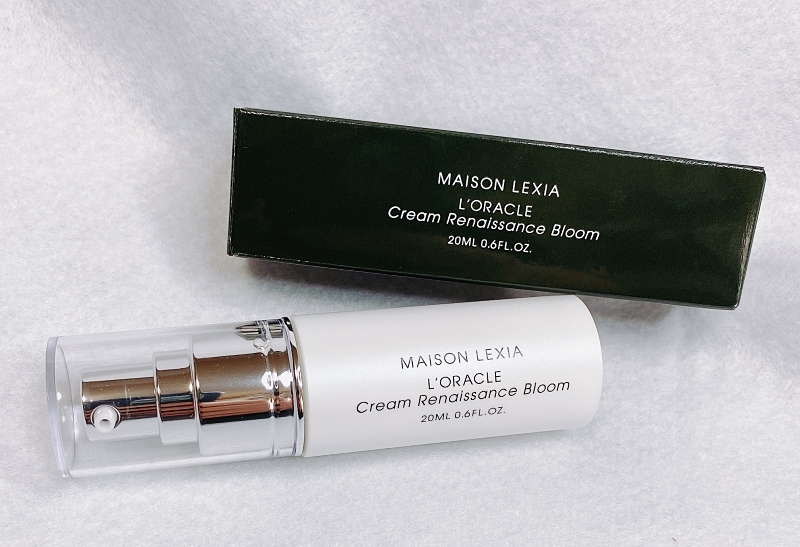 MAISON LEXIA
L'ORACLE
Cream Renaissance Bloom
20ML 0.6FL.OZ.
MAISON LEXIA
L'ORACLE
Cream Renaissance Bloom
20ML 0.6FL.OZ.